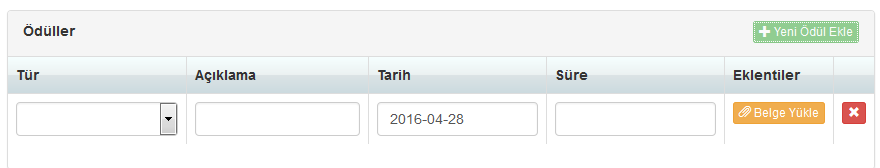 Ödüller
Yeni Ödül Ekle
Tür Açıklama Tarih Süre Eklentiler
2016-04-28 Belge Yükle